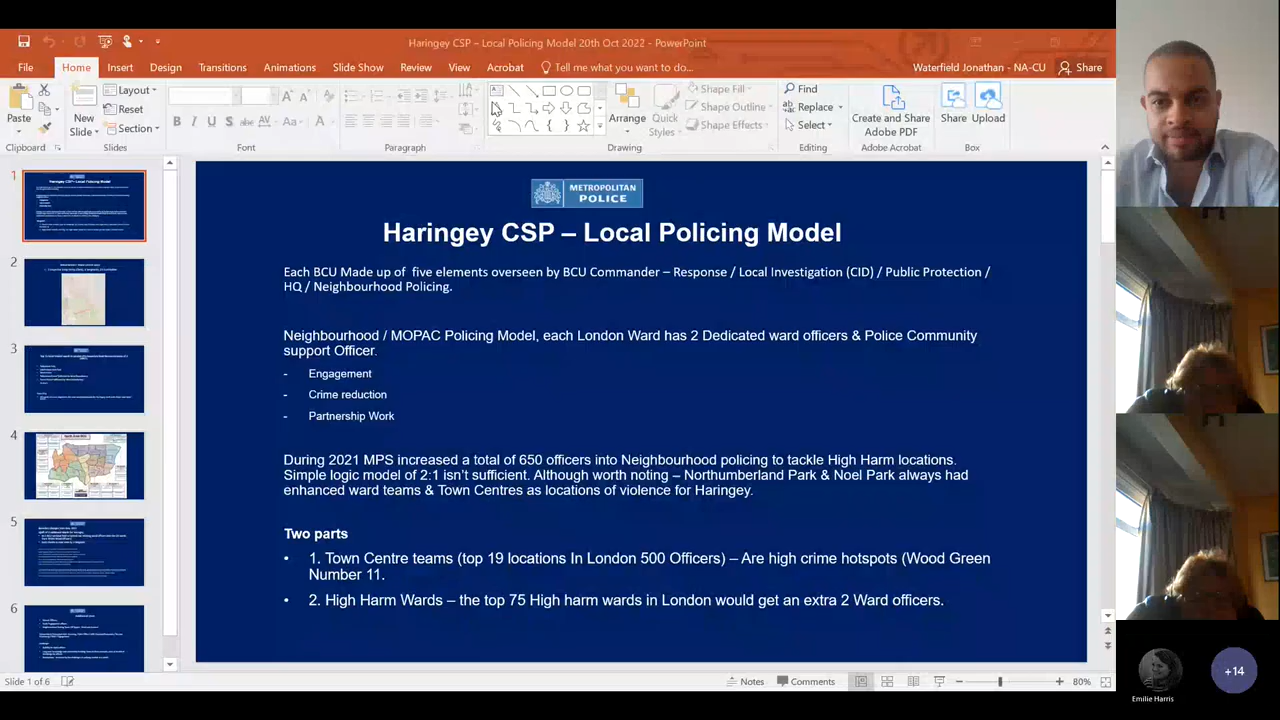 Haringey CSP – Local Policing Model 20th Oct 2022 - PowerPoint
File Home Insert Design Transitions Animations Slide Show Review View Acrobat Tell me what you want to do... Waterfield Jonathan - NA-CU Share
Paste
Clipboard
New Slide
Layout
Reset
Section
Slides
B I U S abc AV Aa A
Font
Paragraph
Arrange
Quick Styles
Shape Fill
Shape Outline
Shape Effects
Drawing
Find
Replace
Select
Editing
Create and Share Adobe PDF
Adobe Acrobat
Share Upload
Box
1
2
3
4
5
6
METROPOLITAN
POLICE
Haringey CSP – Local Policing Model
Each BCU Made up of five elements overseen by BCU Commander – Response / Local Investigation (CID) / Public Protection /
HQ / Neighbourhood Policing.
Neighbourhood / MOPAC Policing Model, each London Ward has 2 Dedicated ward officers & Police Community
support Officer.
- Engagement
- Crime reduction
- Partnership Work
During 2021 MPS increased a total of 650 officers into Neighbourhood policing to tackle High Harm locations.
Simple logic model of 2:1 isn't sufficient. Although worth noting – Northumberland Park & Noel Park always had
enhanced ward teams & Town Centres as locations of violence for Haringey.
Two parts
• 1. Town Centre teams (top locations In London 500 Officers) – are high crime hotspots (Wood Green
Number 11.
• 2. High Harm Wards – the top 75 High harm wards in London would get an extra 2 Ward officers.
Slide 1 of 6
Notes Comments 80%
Emilie Harris
+14